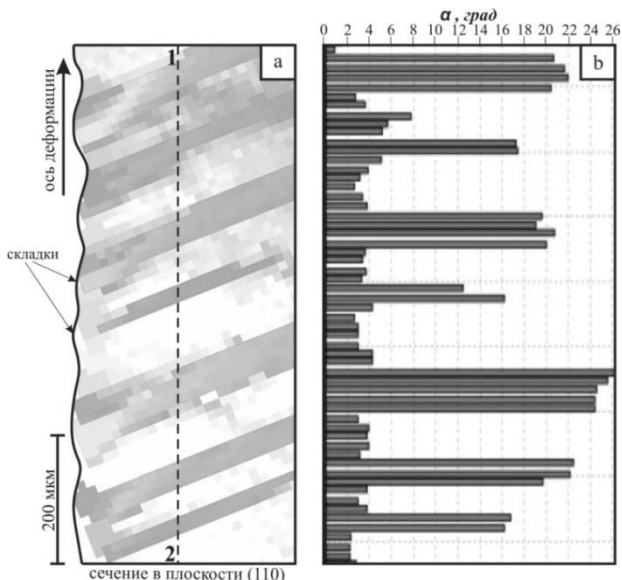 α, град
0 2 4 6 8 10 12 14 16 18 20 22 24 26
1
a
b
ось деформации
складки
200 мкм
2
сечение в плоскости (110)